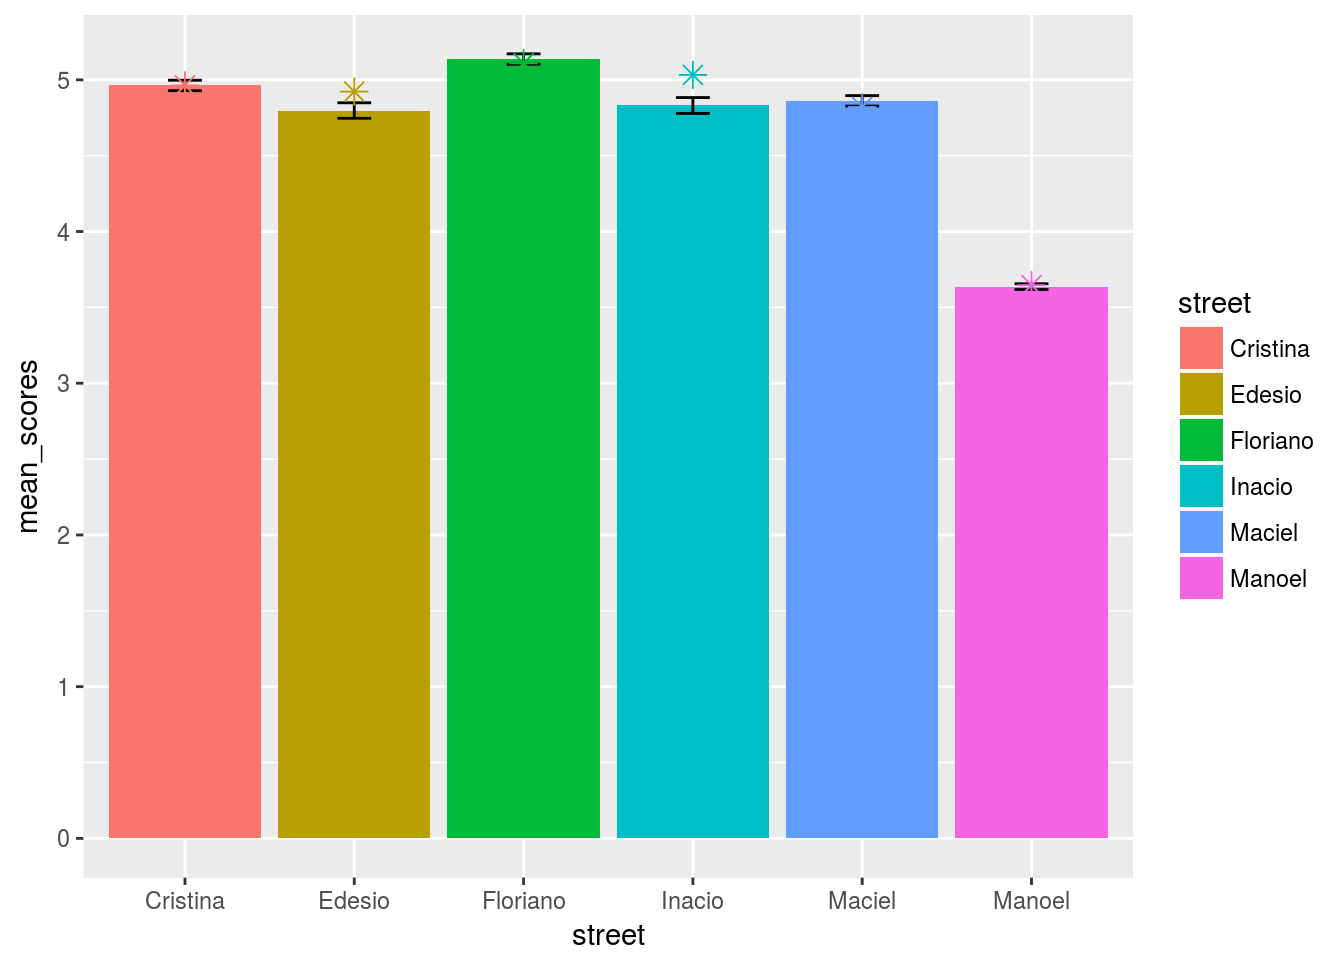 mean_scores
5
4
3
2
1
0
Cristina
Edesio
Floriano
Inacio
Maciel
Manoel
street
street
Cristina
Edesio
Floriano
Inacio
Maciel
Manoel